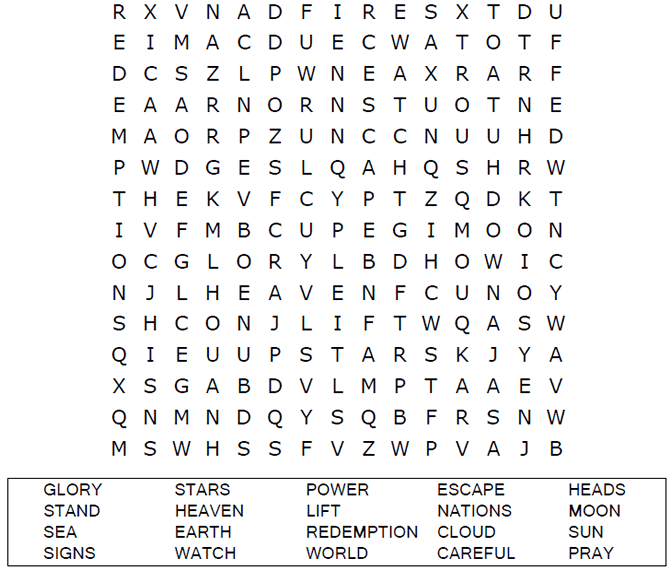 R X V N A D F I R E S X T D U
E I M A C D U E C W A T O T F
D C S Z L P W N E A X R A R F
E A A R N O R N S T U O T N E
M A O R P Z U N C C N U U H D
P W D G E S L Q A H Q S H R W
T H E K V F C Y P T Z Q D K T
I V F M B C U P E G I M O O N
O C G L O R Y L B D H O W I C
N J L H E A V E N F C U N O Y
S H C O N J L I F T W Q A S W
Q I E U U P S T A R S K J Y A
X S G A B D V L M P T A A E V
Q N M N D Q Y S Q B F R S N W
M S W H S S F V Z W P V A J B
GLORY STARS POWER ESCAPE HEADS
STAND HEAVEN LIFT NATIONS MOON
SEA EARTH REDEMPTION CLOUD SUN
SIGNS WATCH WORLD CAREFUL PRAY